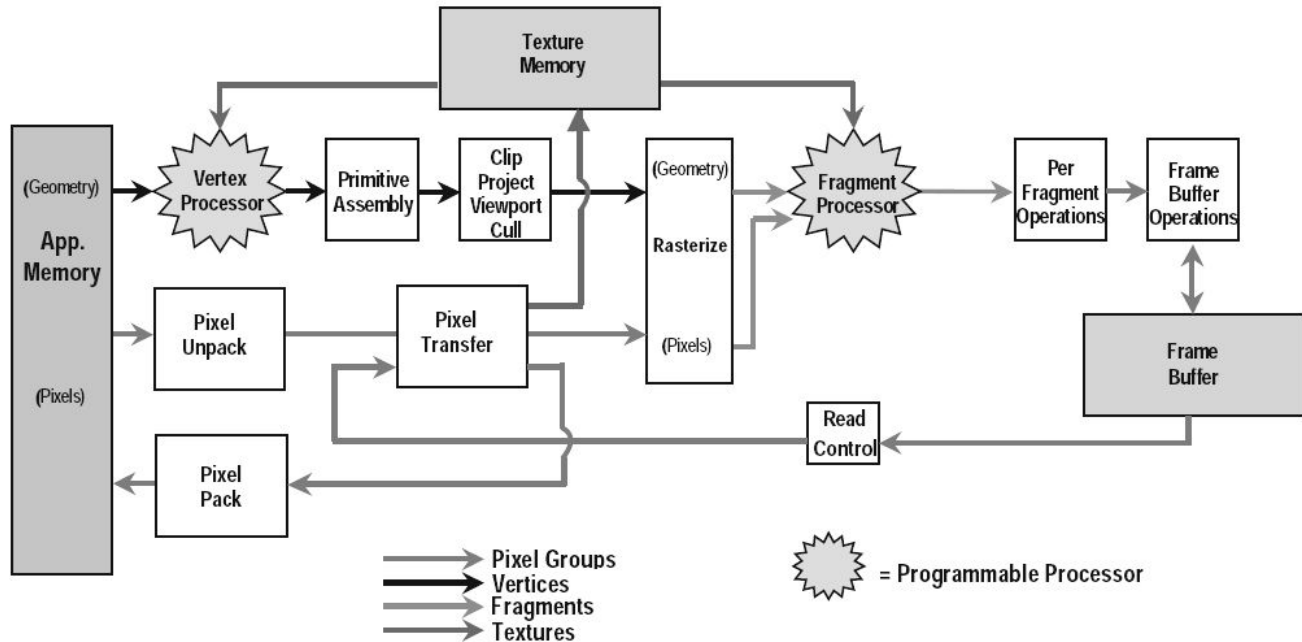 Texture
Memory
(Geometry)
App.
Memory
(Pixels)
Vertex
Processor
Primitive
Assembly
Clip
Project
Viewport
Cull
(Geometry)
Rasterize
(Pixels)
Fragment
Processor
Per
Fragment
Operations
Frame
Buffer
Operations
Pixel
Unpack
Pixel
Transfer
Frame
Buffer
Read
Control
Pixel
Pack
Pixel Groups
Vertices
Fragments
Textures
= Programmable Processor